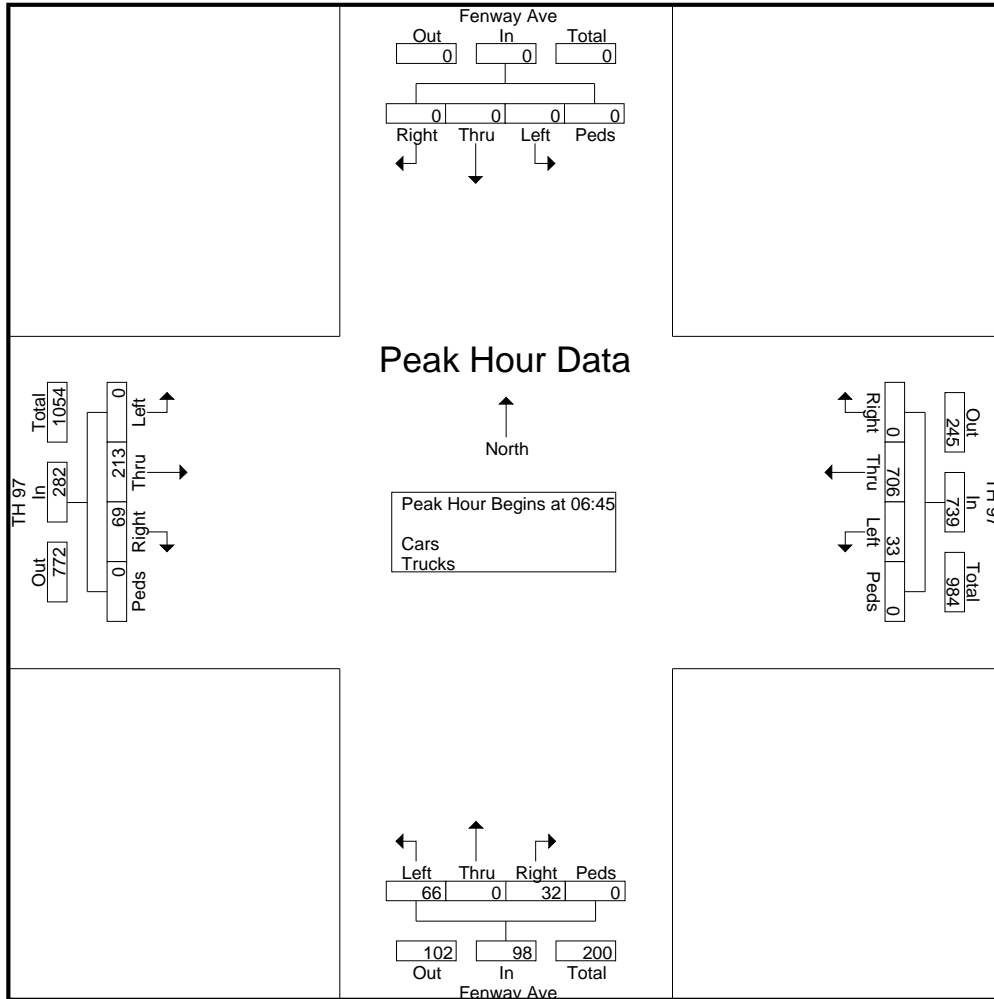 Fenway Ave
Out In Total
0 0 0
0 0 0 0
Right Thru Left Peds
Peak Hour Data
North
Peak Hour Begins at 06:45
Cars
Trucks
TH 97
Total In Out
1054 282 772
0 213 69 0
Left Thru Right Peds
TH 97
Out In Total
245 739 984
0 706 33 0
Right Thru Left Peds
Left Thru Right Peds
66 0 32 0
102 98 200
Out In Total
Fenway Ave